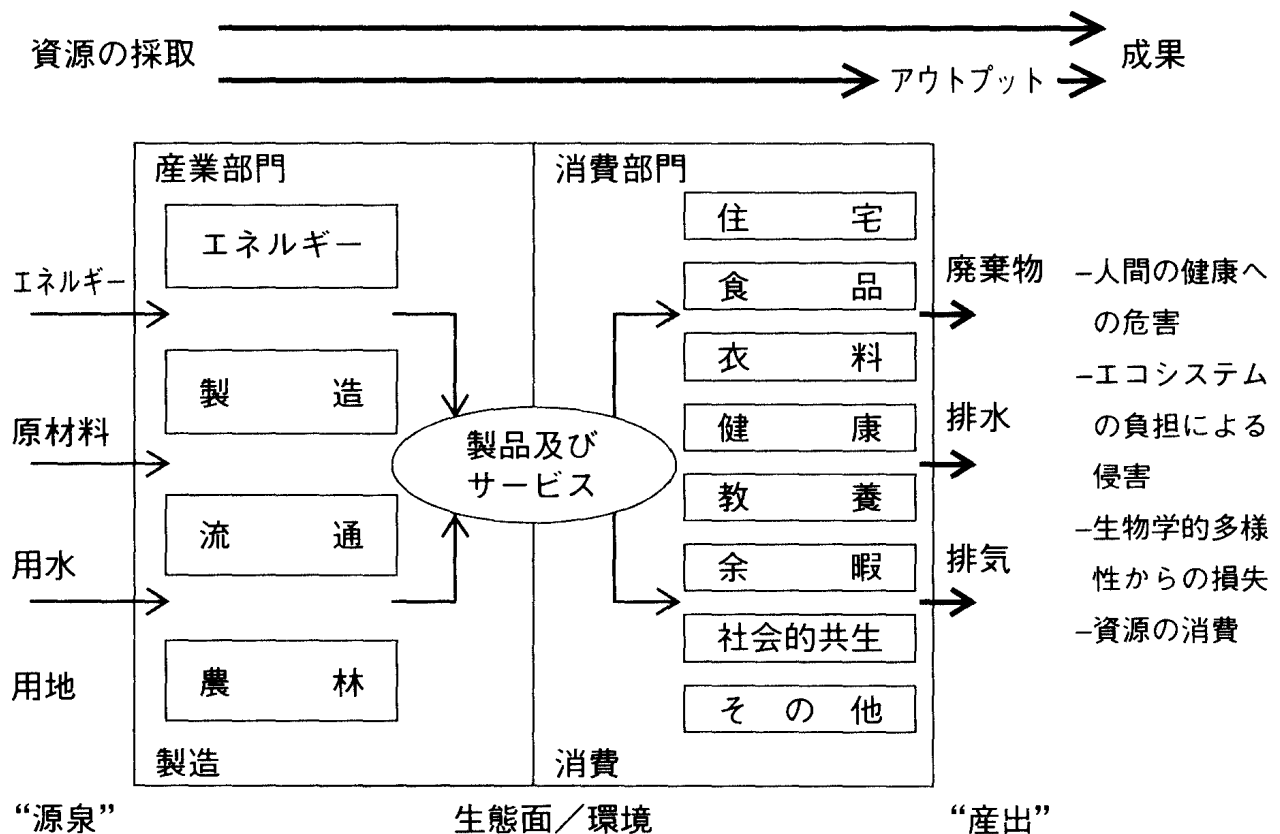 資源の採取
成果
アウトプット
産業部門
エネルギー
製造
流通
農林
製造
エネルギー
原材料
用水
用地
製品及び
サービス
消費部門
住宅
食品
衣料
健康
教養
余暇
社会的共生
その他
消費
廃棄物
排水
排気
–人間の健康へ
の危害
–エコシステム
の負担による
侵害
–生物学的多様
性からの損失
–資源の消費
“源泉”
生態面／環境
“産出”